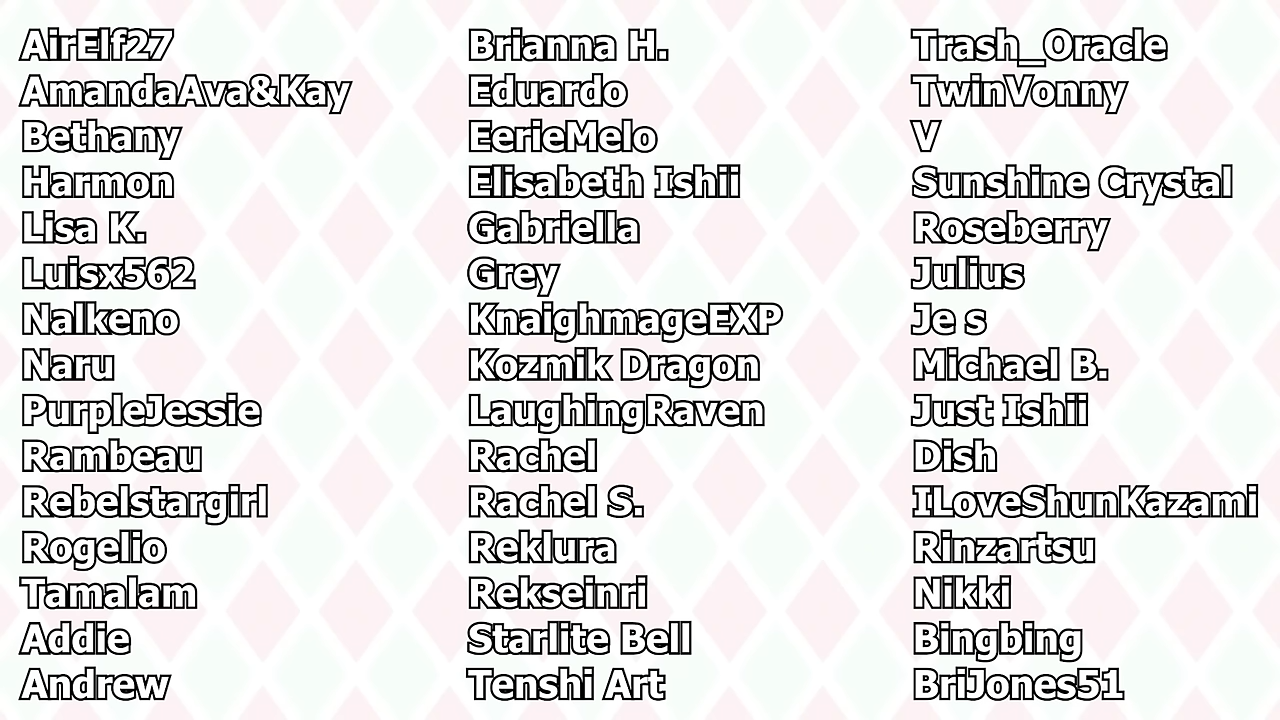 AirElf27
AmandaAva&Kay
Bethany
Harmon
Lisa K.
Luisx562
Nalkeno
Naru
PurpleJessie
Rambeau
Rebelstargirl
Rogelio
Tamalam
Addie
Andrew
Brianna H.
Eduardo
EerieMelo
Elisabeth Ishii
Gabriella
Grey
KnaighmageEXP
Kozmik Dragon
LaughingRaven
Rachel
Rachel S.
Reklura
Rekseinri
Starlite Bell
Tenshi Art
Trash_Oracle
TwinVonny
V
Sunshine Crystal
Roseberry
Julius
Je s
Michael B.
Just Ishii
Dish
ILoveShunKazami
Rinzartsu
Nikki
Bingbing
BriJones51